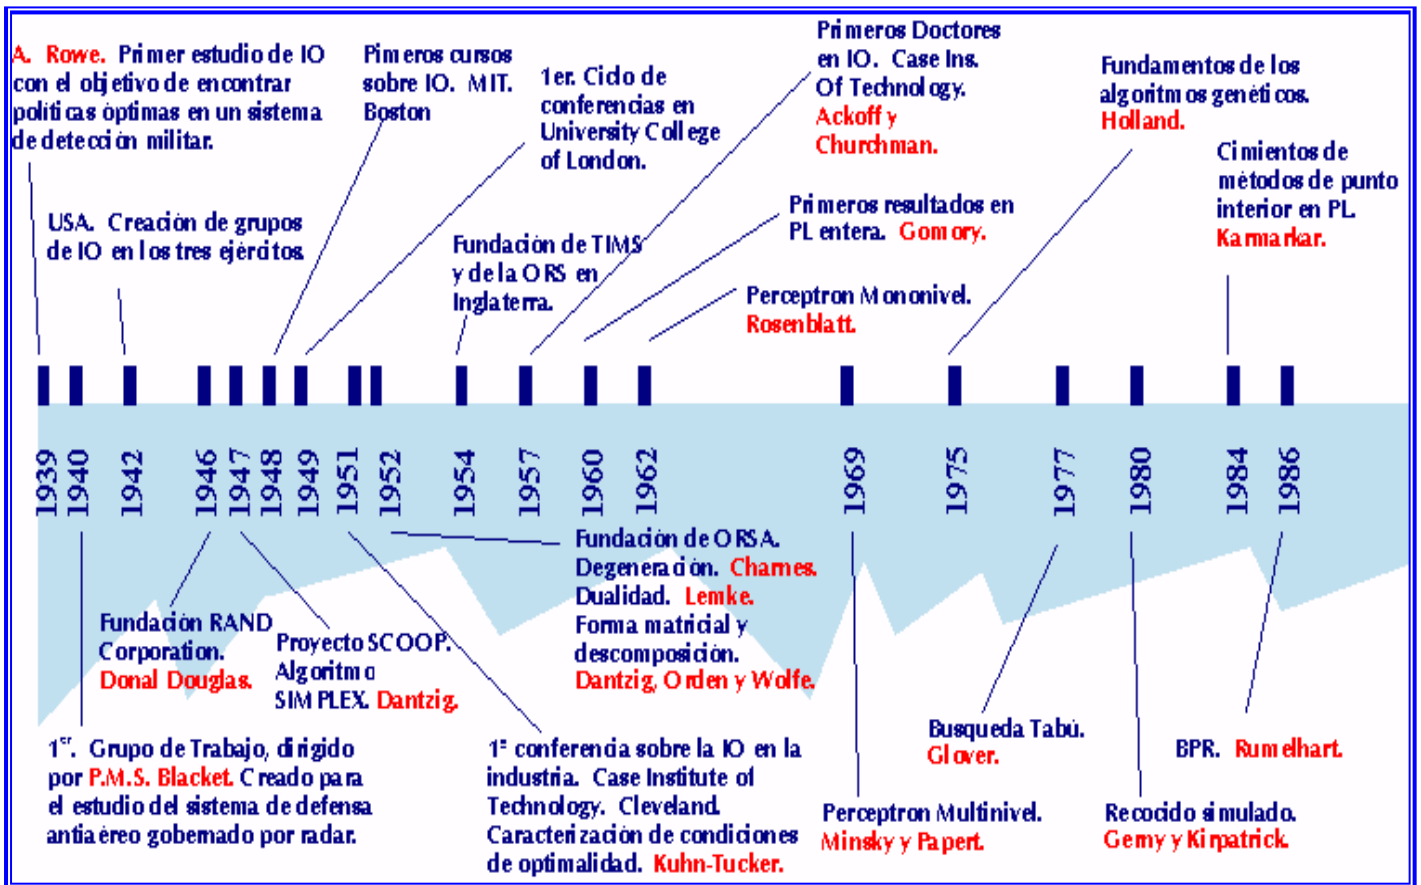 A. Rowe. Primer estudio de IO
con el objetivo de encontrar
políticas óptimas en un sistema
de detección militar.
Pimeros cursos
sobre IO. MIT.
Boston
1er. Ciclo de
conferencias en
University College
of London.
Primeros Doctores
en IO. Case Ins.
Of Technology.
Ackoff y
Churchman.
Fundamentos de los
algoritmos genéticos.
Holland.
Cimientos de
métodos de punto
interior en PL.
Karmarkar.
USA. Creación de grupos
de IO en los tres ejércitos
Fundación de TIMS
y de la ORS en
Inglaterra.
Primeros resultados en
PL entera. Gomory.
Perceptron Mononivel.
Rosenblatt.
1939
1940
1942
1946
1947
1948
1949
1951
1952
1954
1957
1960
1962
1969
1975
1977
1980
1984
1986
Fundación RAND
Corporation.
Donal Douglas.
Proyecto SCOOP.
Algoritmo
SIMPLEX. Dantzig.
Fundación de ORSA.
Degeneración. Charnes.
Dualidad. Lemke.
Forma matricial y
descomposición.
Dantzig, Orden y Wolfe.
1er. Grupo de Trabajo, dirigido
por P.M.S. Blacket. Creado para
el estudio del sistema de defensa
antiaéreo gobernado por radar.
1ª conferencia sobre la IO en la
industria. Case Institute of
Technology. Cleveland.
Caracterización de condiciones
de optimalidad. Kuhn-Tucker.
Perceptron Multinivel.
Minsky y Papert.
Busqueda Tabú.
Glover.
Recocido simulado.
Gemy y Kirpatrick.
BPR. Rumelhart.